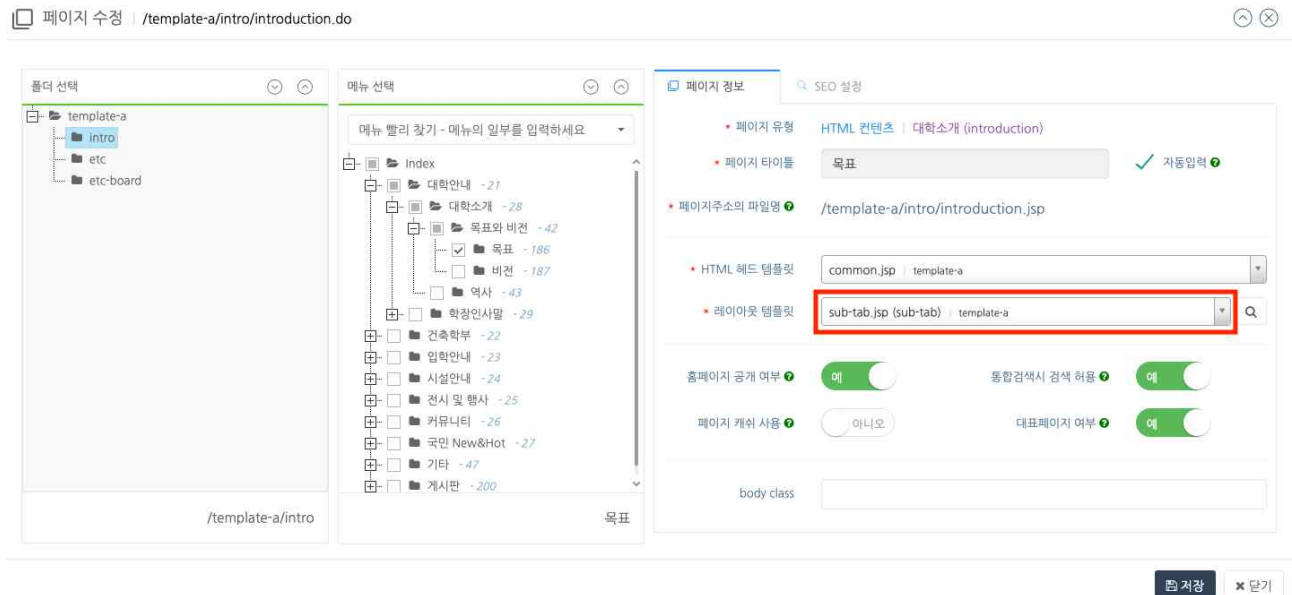 페이지 수정 | /template-a/intro/introduction.do
폴더 선택
template-a
intro
etc
etc-board
/template-a/intro
메뉴 선택
메뉴 빨리 찾기 - 메뉴의 일부를 입력하세요
Index
대학안내 - 21
대학소개 - 28
목표와 비전 - 42
목표 - 186
비전 - 187
역사 - 43
학장인사말 - 29
건축학부 - 22
입학안내 - 23
시설안내 - 24
전시 및 행사 - 25
커뮤니티 - 26
국민 New&Hot - 27
기타 - 47
게시판 - 200
목표
페이지 정보 SEO 설정
* 페이지 유형 HTML 컨텐츠 | 대학소개 (introduction)
* 페이지 타이틀 목표 자동입력
* 페이지주소의 파일명 /template-a/intro/introduction.jsp
* HTML 헤드 템플릿 common.jsp | template-a
* 레이아웃 템플릿 sub-tab.jsp (sub-tab) | template-a
홈페이지 공개 여부 예 통합검색시 검색 허용 예
페이지 캐쉬 사용 아니오 대표페이지 여부 예
body class
저장 닫기